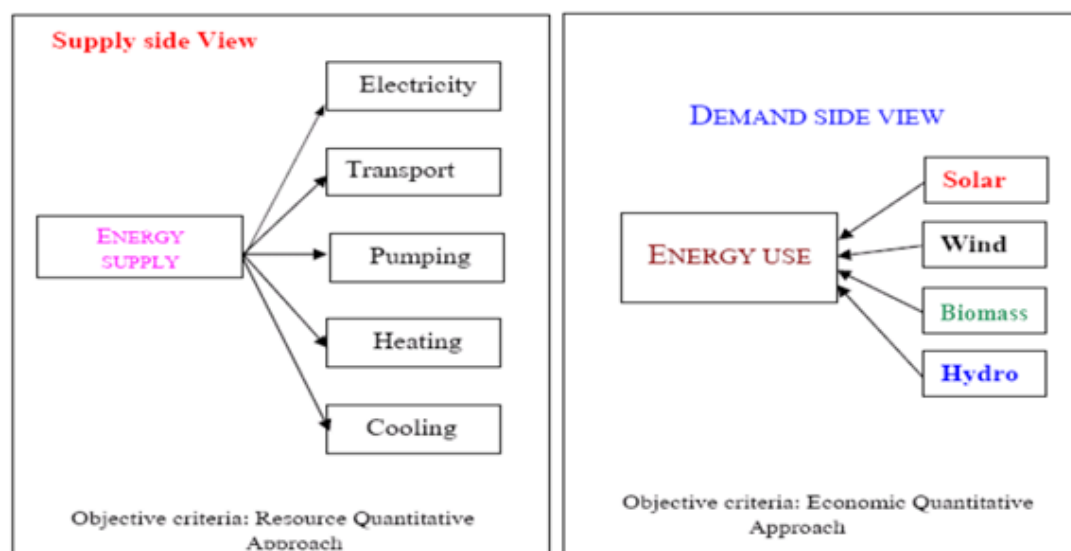 Supply side View
Electricity
Transport
ENERGY
SUPPLY
Pumping
Heating
Cooling
Objective criteria: Resource Quantitative
Approach
DEMAND SIDE VIEW
Solar
ENERGY USE
Wind
Biomass
Hydro
Objective criteria: Economic Quantitative
Approach